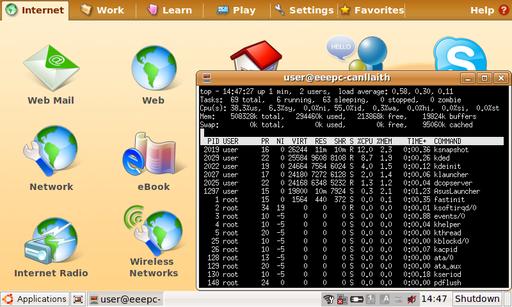 Internet Work Learn Play Settings Favorites Help ?
HELLO
Web Mail Web
Network eBook
Internet Radio Wireless Networks
user@eeepc-canllaith
top - 14:47:27 up 1 min, 2 users, load average: 0.58, 0.30, 0.11
Tasks: 69 total, 6 running, 63 sleeping, 0 stopped, 0 zombie
Cpu(s): 38.3%us, 6.3%sy, 0.0%ni, 55.0%id, 0.3%wa, 0.0%hi, 0.0%si, 0.0%st
Mem: 508328k total, 294460k used, 213868k free, 19824k buffers
Swap: 0k total, 0k used, 0k free, 95060k cached
PID USER PR NI VIRT RES SHR S %CPU %MEM TIME+ COMMAND
2019 user 16 0 26244 11m 10m R 12.0 2.3 0:00.36 ksnapshot
2029 user 22 0 25584 9608 8108 R 8.7 1.9 0:00.26 kded
2024 user 20 0 24664 7564 6024 S 4.0 1.5 0:00.12 kdeinit
2027 user 24 0 24180 7272 6128 S 2.0 1.4 0:00.06 klauncher
2025 user 22 0 24168 6348 5232 R 1.3 1.2 0:00.04 dcopserver
1297 user 15 0 19800 10m 7924 S 0.3 2.1 0:01.23 AsusLauncher
1 root 15 0 1564 440 372 S 0.0 0.1 0:00.35 fastinit
2 root 34 19 0 0 0 R 0.0 0.0 0:00.01 ksoftirqd/0
3 root 10 -5 0 0 0 S 0.0 0.0 0:00.00 events/0
4 root 10 -5 0 0 0 S 0.0 0.0 0:00.00 khelper
5 root 20 -5 0 0 0 S 0.0 0.0 0:00.00 kthread
25 root 10 -5 0 0 0 S 0.0 0.0 0:00.00 kblockd/0
26 root 10 -5 0 0 0 S 0.0 0.0 0:00.07 kacpid
128 root 13 -5 0 0 0 S 0.0 0.0 0:00.00 ata/0
129 root 20 -5 0 0 0 S 0.0 0.0 0:00.00 ata_aux
130 root 10 -5 0 0 0 S 0.0 0.0 0:00.18 kseriod
148 root 24 0 0 0 0 S 0.0 0.0 0:00.00 pdflush
Applications user@eeepc- 14:47 Shutdown